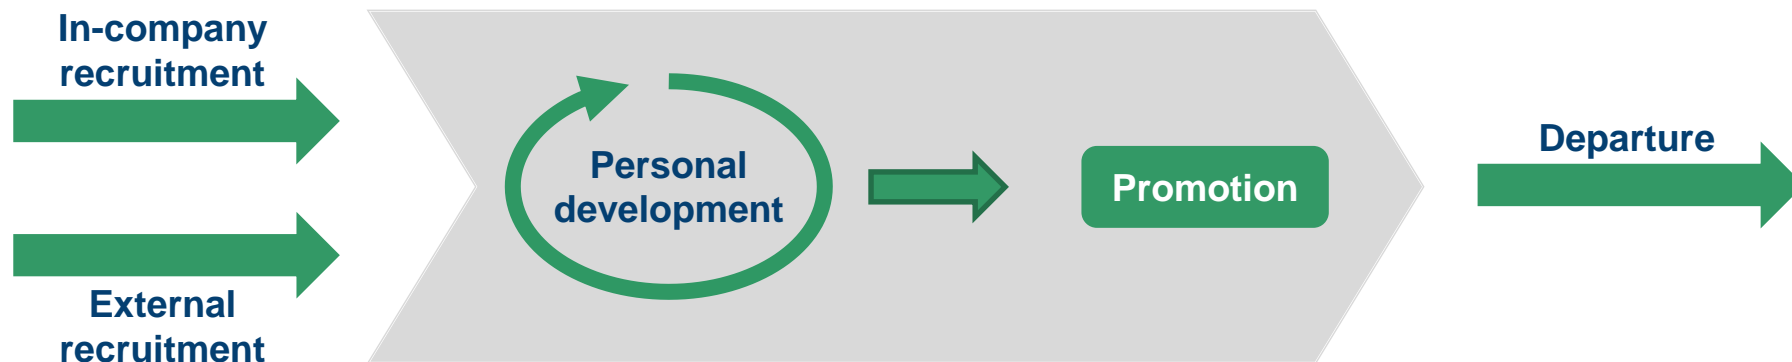 In-company
recruitment
External
recruitment
Personal
development
Promotion
Departure